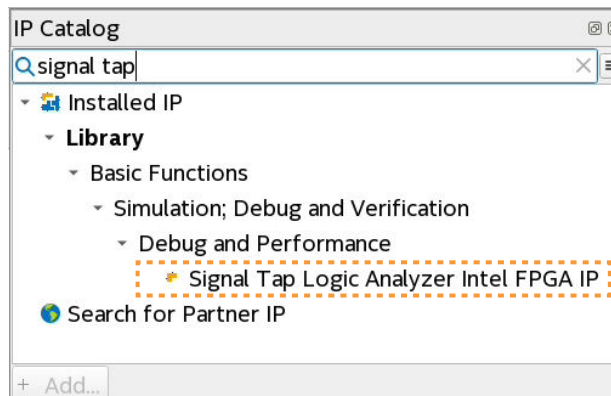 IP Catalog
signal tap
Installed IP
Library
Basic Functions
Simulation; Debug and Verification
Debug and Performance
Signal Tap Logic Analyzer Intel FPGA IP
Search for Partner IP
+ Add...